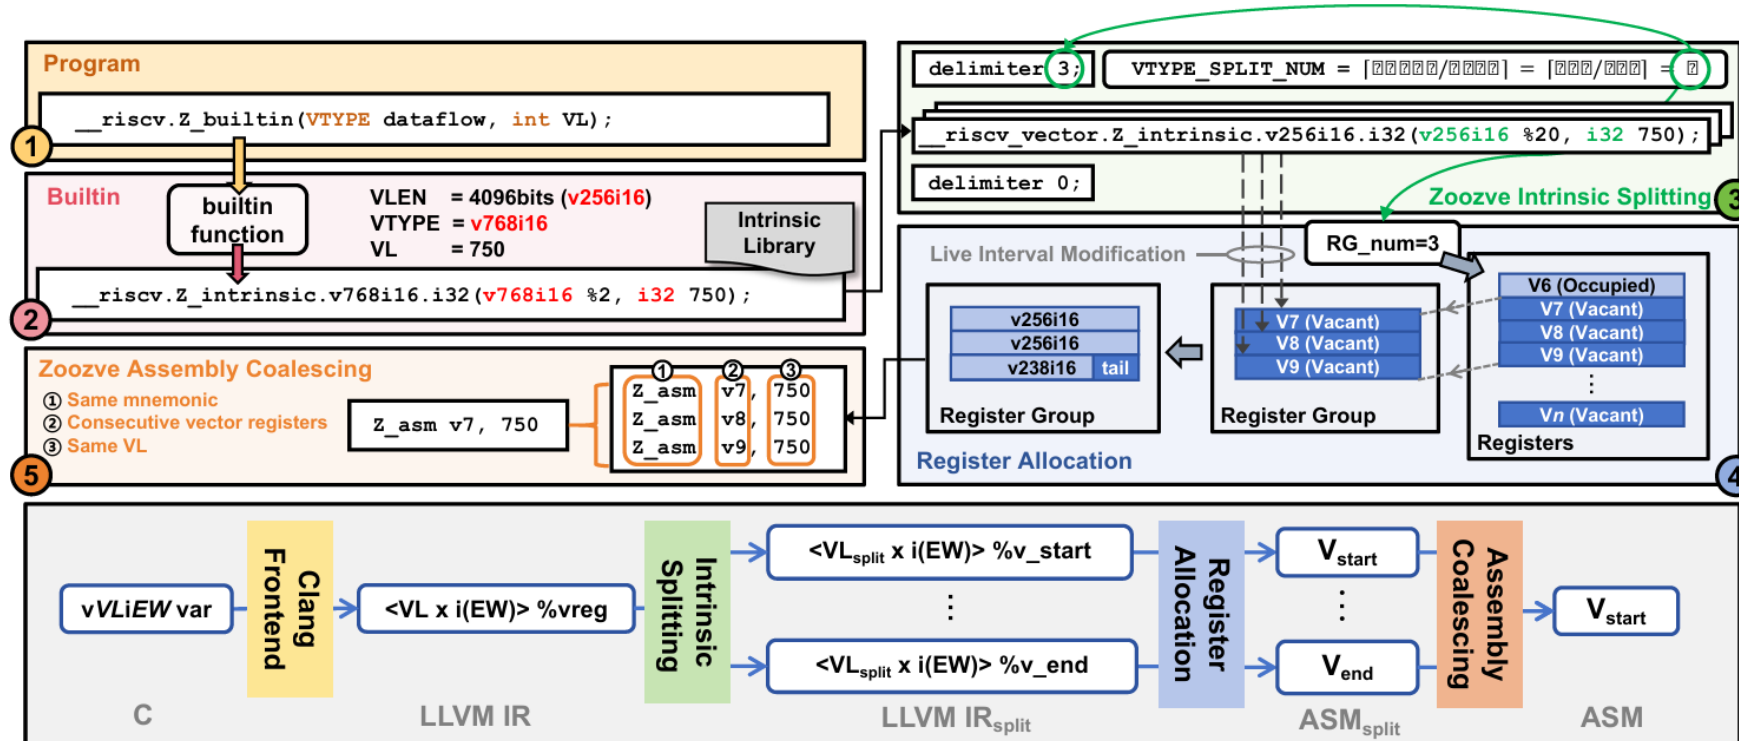 Program
__riscv.Z_builtin(VTYPE dataflow, int VL);
1
Builtin
builtin
function
VLEN = 4096bits (v256i16)
VTYPE = v768i16
VL = 750
Intrinsic
Library
__riscv.Z_intrinsic.v768i16.i32(v768i16 %2, i32 750);
2
delimiter 3;
VTYPE_SPLIT_NUM =
__riscv_vector.Z_intrinsic.v256i16.i32(v256i16 %20, i32 750);
delimiter 0;
Zoozve Intrinsic Splitting
3
Live Interval Modification
RG_num=3
v256i16
v256i16
v238i16 tail
Register Group
V7 (Vacant)
V8 (Vacant)
V9 (Vacant)
Register Group
V6 (Occupied)
V7 (Vacant)
V8 (Vacant)
V9 (Vacant)
⋮
Vn (Vacant)
Registers
Register Allocation
4
Zoozve Assembly Coalescing
① Same mnemonic
② Consecutive vector registers
③ Same VL
Z_asm v7, 750
① ② ③
Z_asm v7, 750
Z_asm v8, 750
Z_asm v9, 750
5
vVLiEW var
Clang
Frontend
<VL x i(EW)> %vreg
Intrinsic
Splitting
<VLsplit x i(EW)> %v_start
⋮
<VLsplit x i(EW)> %v_end
Register
Allocation
Vstart
⋮
Vend
Assembly
Coalescing
Vstart
C
LLVM IR
LLVM IRsplit
ASMsplit
ASM